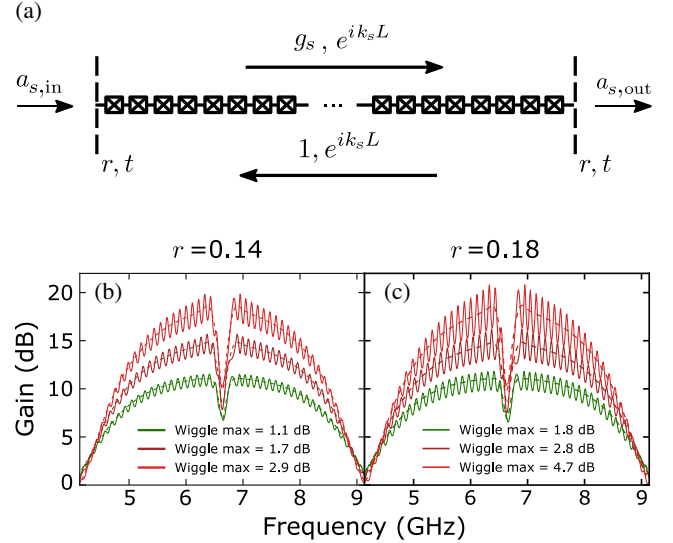 (a)
g_s , e^{ik_sL}
a_{s,in}
...
a_{s,out}
r, t
r, t
1, e^{ik_sL}
r =0.14
r =0.18
(b)
(c)
20
15
10
5
0
Gain (dB)
Wiggle max = 1.1 dB
Wiggle max = 1.7 dB
Wiggle max = 2.9 dB
Wiggle max = 1.8 dB
Wiggle max = 2.8 dB
Wiggle max = 4.7 dB
5 6 7 8 9
5 6 7 8 9
Frequency (GHz)